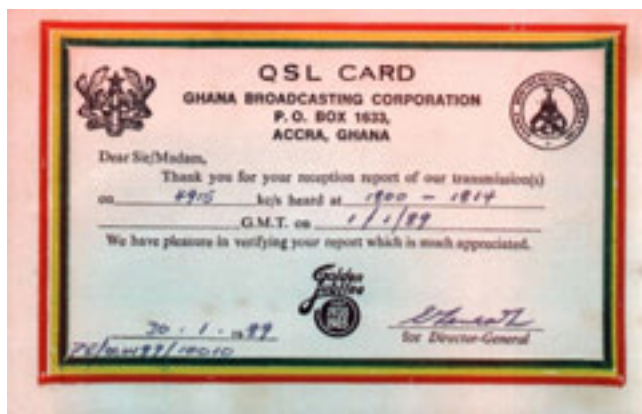 QSL CARD
GHANA BROADCASTING CORPORATION
P. O. BOX 1633,
ACCRA, GHANA
Dear Sir/Madam,
Thank you for your reception report of our transmission(s)
on 4915 kc/s heard at 1900 - 1914
G.M.T. on 1/1/89
We have pleasure in verifying your report which is much appreciated.
Golden
Jubilee
30 . 1 . 1989
for Director-General